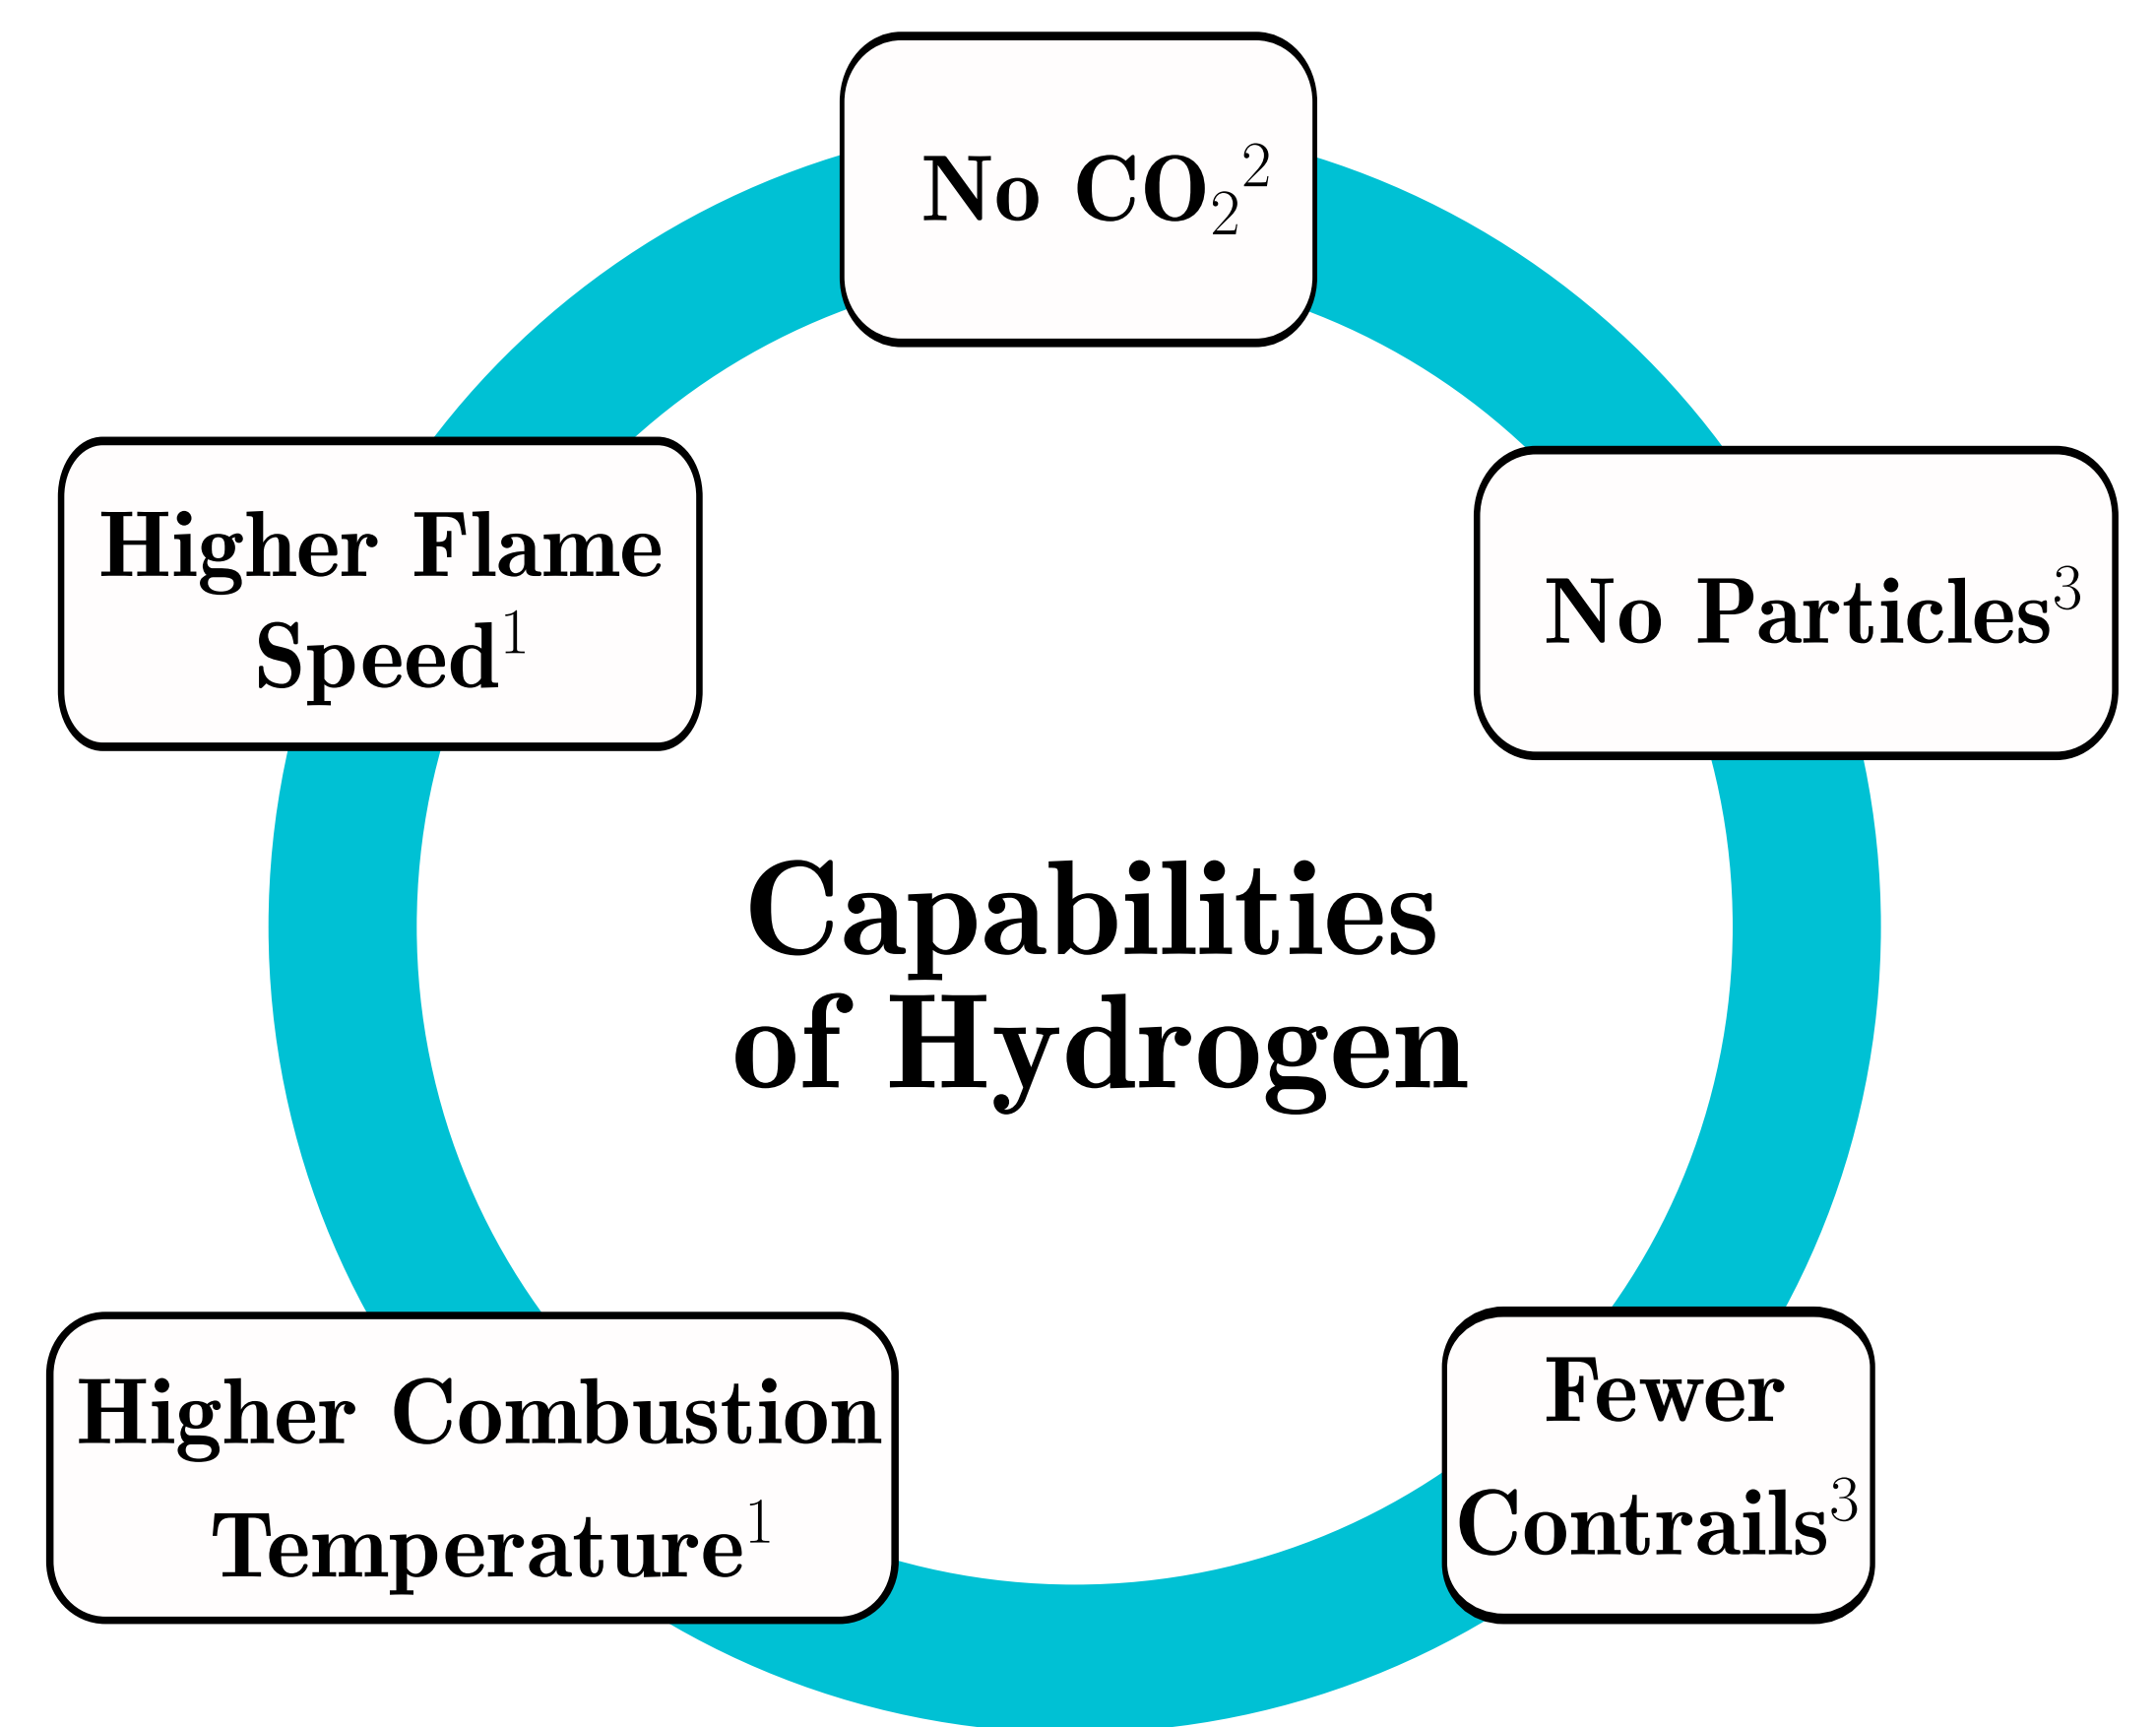 No CO₂²
Higher Flame
Speed¹
No Particles³
Capabilities
of Hydrogen
Higher Combustion
Temperature¹
Fewer
Contrails³